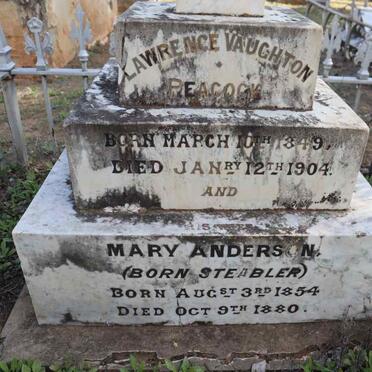 LAWRENCE VAUGHTON
PEACOCK
BORN MARCH 10TH 1849,
DIED JANRY 12TH 1904.
AND
MARY ANDERSON,
(BORN STEABLER)
BORN AUGST 3RD 1854
DIED OCT 9TH 1880.